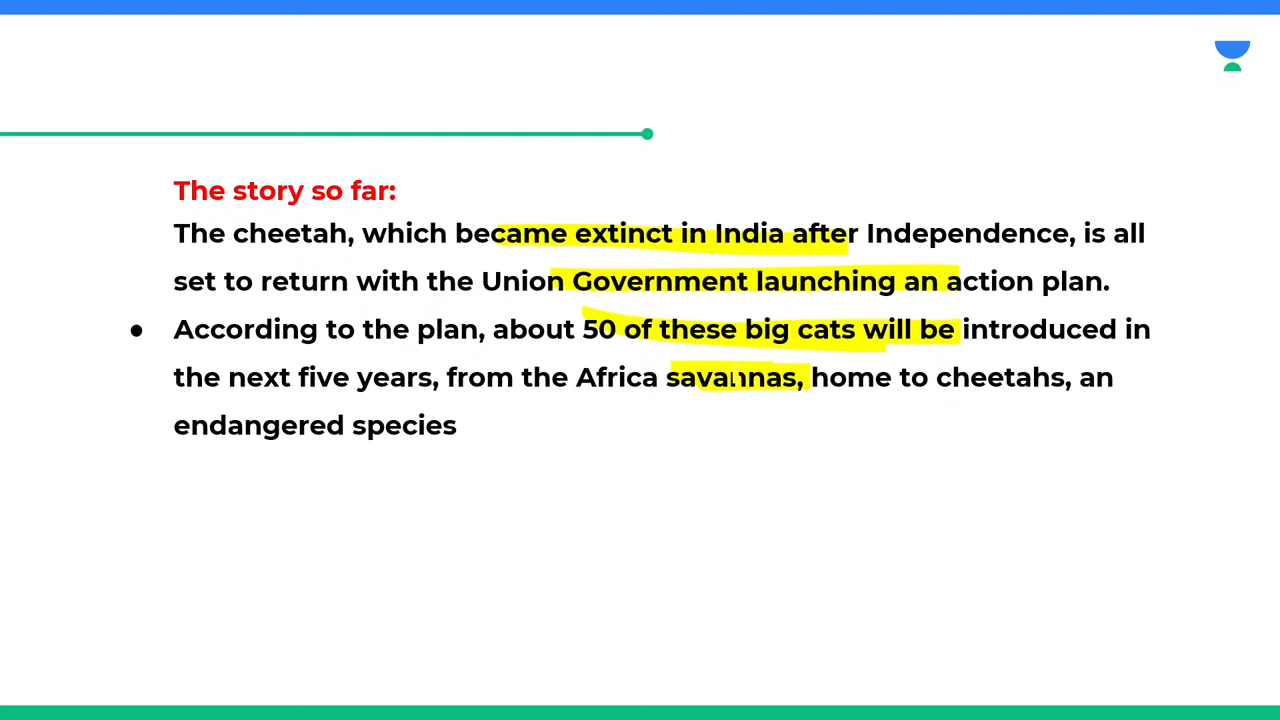 The story so far:
The cheetah, which became extinct in India after Independence, is all
set to return with the Union Government launching an action plan.
● According to the plan, about 50 of these big cats will be introduced in
the next five years, from the Africa savannas, home to cheetahs, an
endangered species